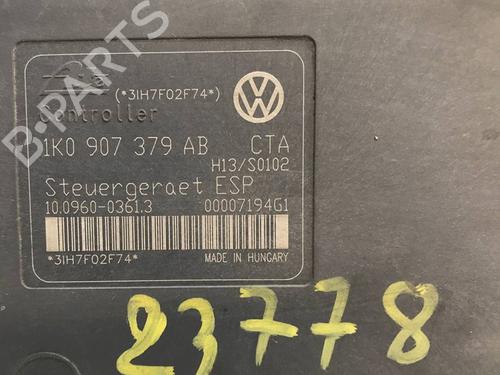 (*3IH7F02F74*)
Controller
1K0 907 379 AB CTA
H13/S0102
Steuergeraet ESP
10.0960-0361.3 00007194G1
*3IH7F02F74* MADE IN HUNGARY
23778
B-PARTS